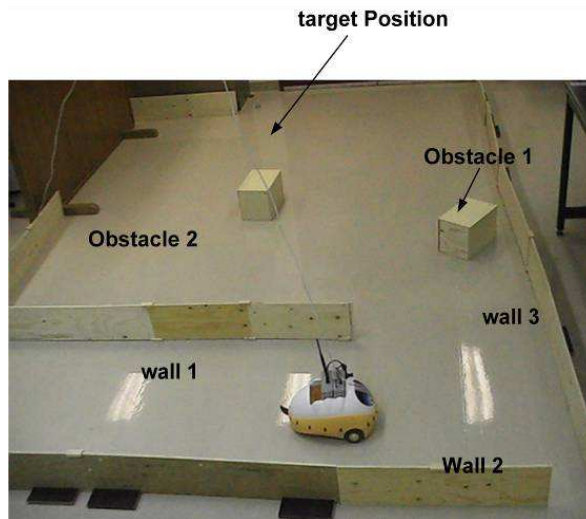 target Position
Obstacle 1
Obstacle 2
wall 3
wall 1
Wall 2